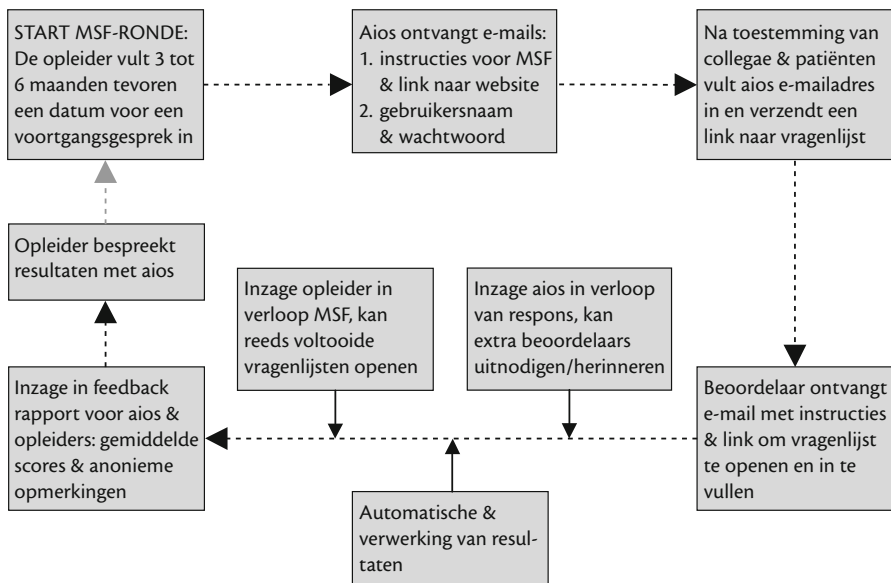 START MSF-RONDE:
De opleider vult 3 tot
6 maanden tevoren
een datum voor een
voortgangsgesprek in
Aios ontvangt e-mails:
1. instructies voor MSF
& link naar website
2. gebruikersnaam
& wachtwoord
Na toestemming van
collegae & patiënten
vult aios e-mailadres
in en verzendt een
link naar vragenlijst
Opleider bespreekt
resultaten met aios
Inzage opleider in
verloop MSF, kan
reeds voltooide
vragenlijsten openen
Inzage aios in verloop
van respons, kan
extra beoordelaars
uitnodigen/herinneren
Inzage in feedback
rapport voor aios &
opleiders: gemiddelde
scores & anonieme
opmerkingen
Beoordelaar ontvangt
e-mail met instructies
& link om vragenlijst
te openen en in te
vullen
Automatische &
verwerking van resul-
taten